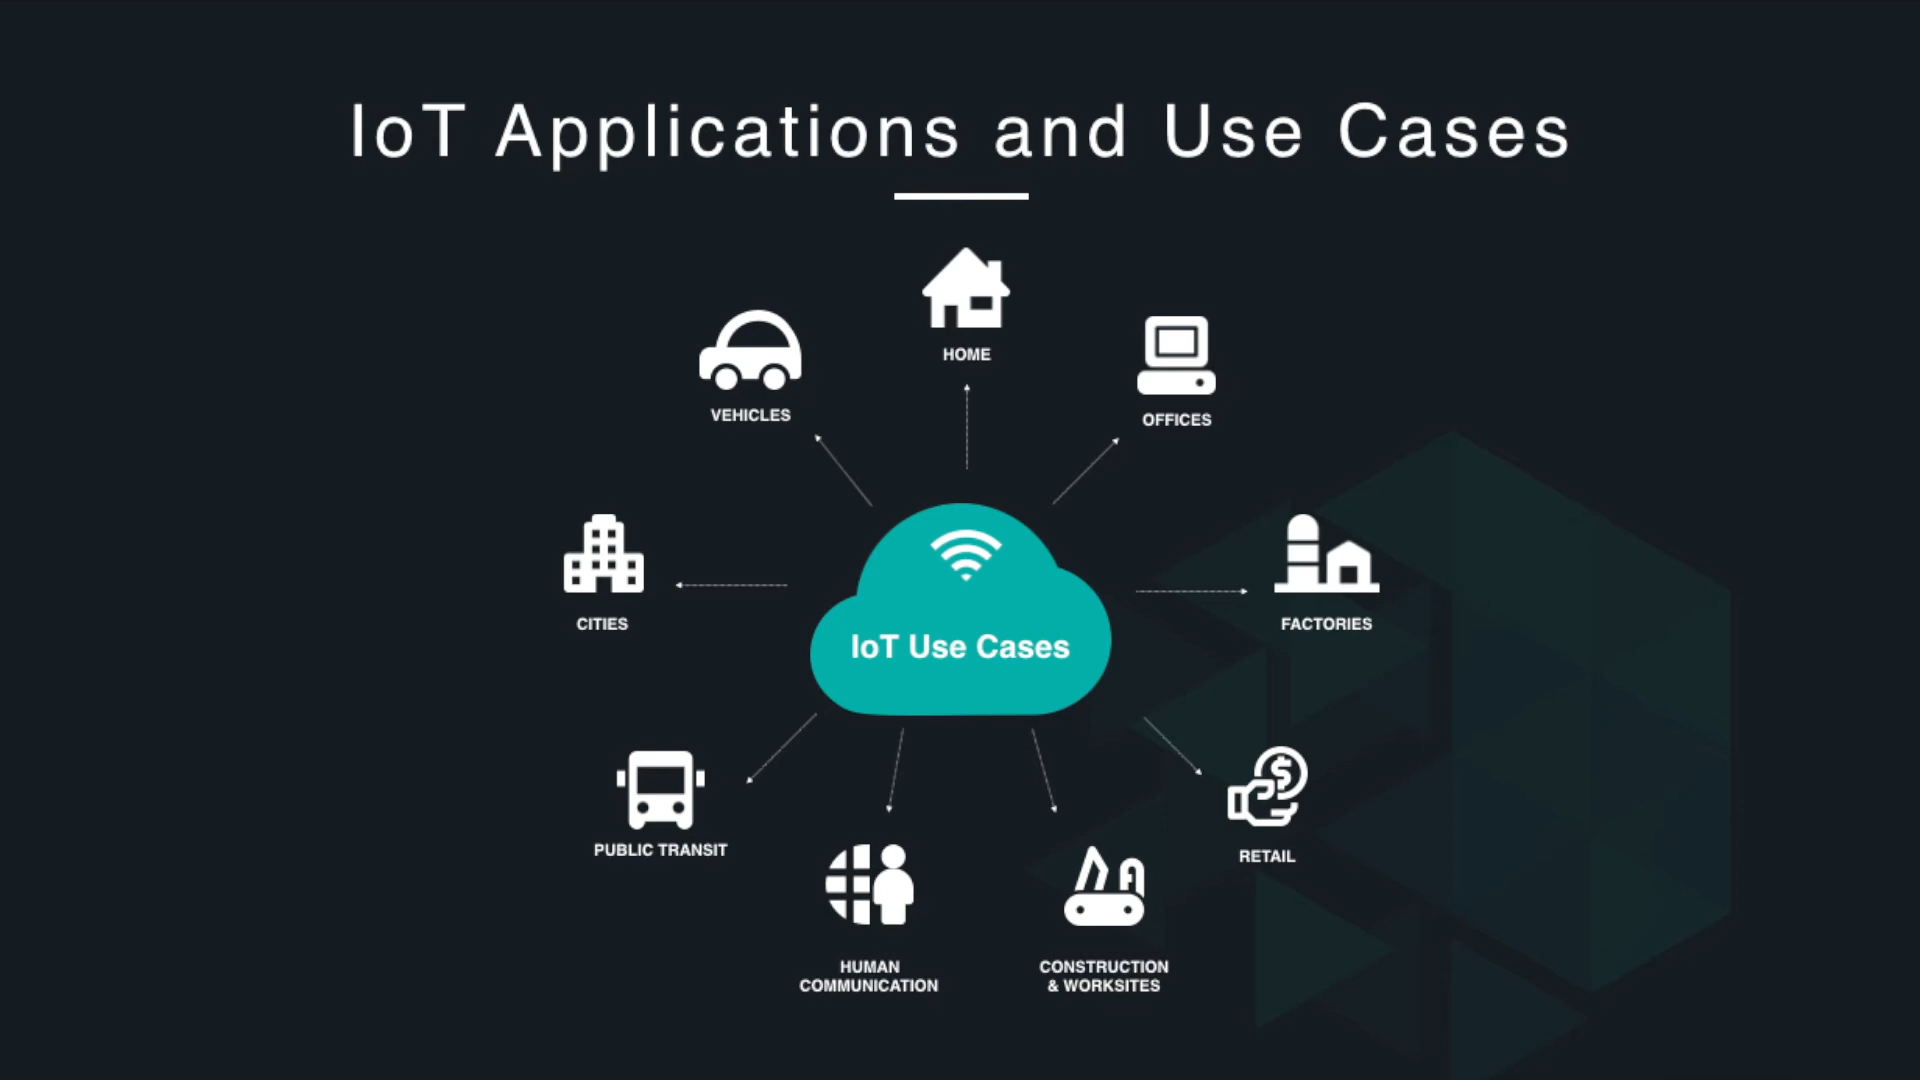 IoT Applications and Use Cases
HOME
VEHICLES
OFFICES
CITIES
FACTORIES
IoT Use Cases
PUBLIC TRANSIT
RETAIL
HUMAN
COMMUNICATION
CONSTRUCTION
& WORKSITES